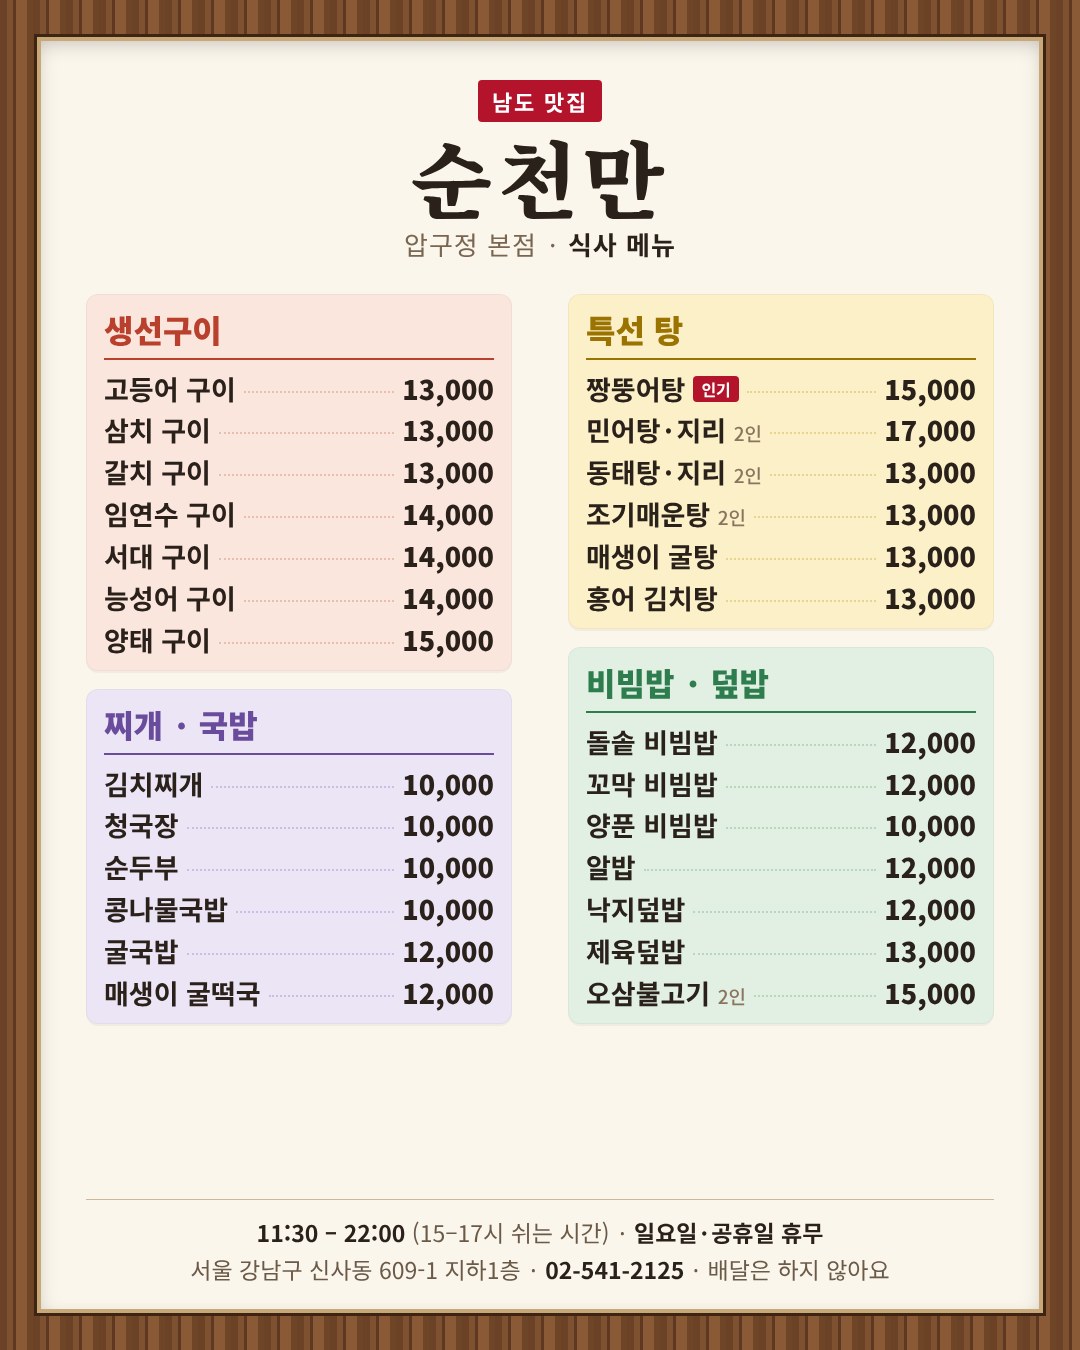 남도 맛집
순천만
압구정 본점 · 식사 메뉴
생선구이
고등어 구이 13,000
삼치 구이 13,000
갈치 구이 13,000
임연수 구이 14,000
서대 구이 14,000
능성어 구이 14,000
양태 구이 15,000
찌개 · 국밥
김치찌개 10,000
청국장 10,000
순두부 10,000
콩나물국밥 10,000
굴국밥 12,000
매생이 굴떡국 12,000
특선 탕
짱뚱어탕 인기 15,000
민어탕·지리 2인 17,000
동태탕·지리 2인 13,000
조기매운탕 2인 13,000
매생이 굴탕 13,000
홍어 김치탕 13,000
비빔밥 · 덮밥
돌솥 비빔밥 12,000
꼬막 비빔밥 12,000
양푼 비빔밥 10,000
알밥 12,000
낙지덮밥 12,000
제육덮밥 13,000
오삼불고기 2인 15,000
11:30 – 22:00 (15–17시 쉬는 시간) · 일요일·공휴일 휴무
서울 강남구 신사동 609-1 지하1층 · 02-541-2125 · 배달은 하지 않아요